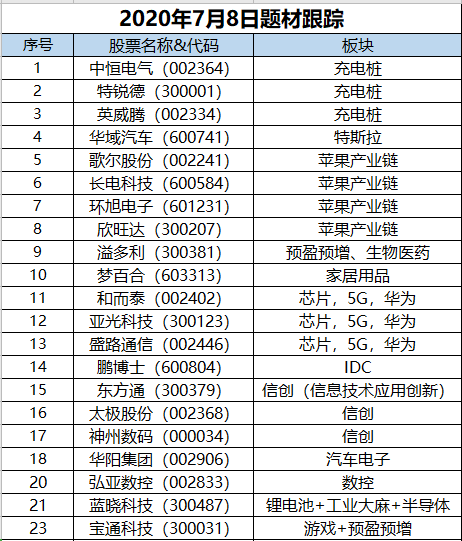 2020年7月8日题材跟踪
序号 股票名称&代码 板块
1 中恒电气（002364） 充电桩
2 特锐德（300001） 充电桩
3 英威腾（002334） 充电桩
4 华域汽车（600741） 特斯拉
5 歌尔股份（002241） 苹果产业链
6 长电科技（600584） 苹果产业链
7 环旭电子（601231） 苹果产业链
8 欣旺达（300207） 苹果产业链
9 溢多利（300381） 预盈预增、生物医药
10 梦百合（603313） 家居用品
11 和而泰（002402） 芯片，5G，华为
12 亚光科技（300123） 芯片，5G，华为
13 盛路通信（002446） 芯片，5G，华为
14 鹏博士（600804） IDC
15 东方通（300379） 信创（信息技术应用创新）
16 太极股份（002368） 信创
17 神州数码（000034） 信创
18 华阳集团（002906） 汽车电子
20 弘亚数控（002833） 数控
21 蓝晓科技（300487） 锂电池+工业大麻+半导体
23 宝通科技（300031） 游戏+预盈预增